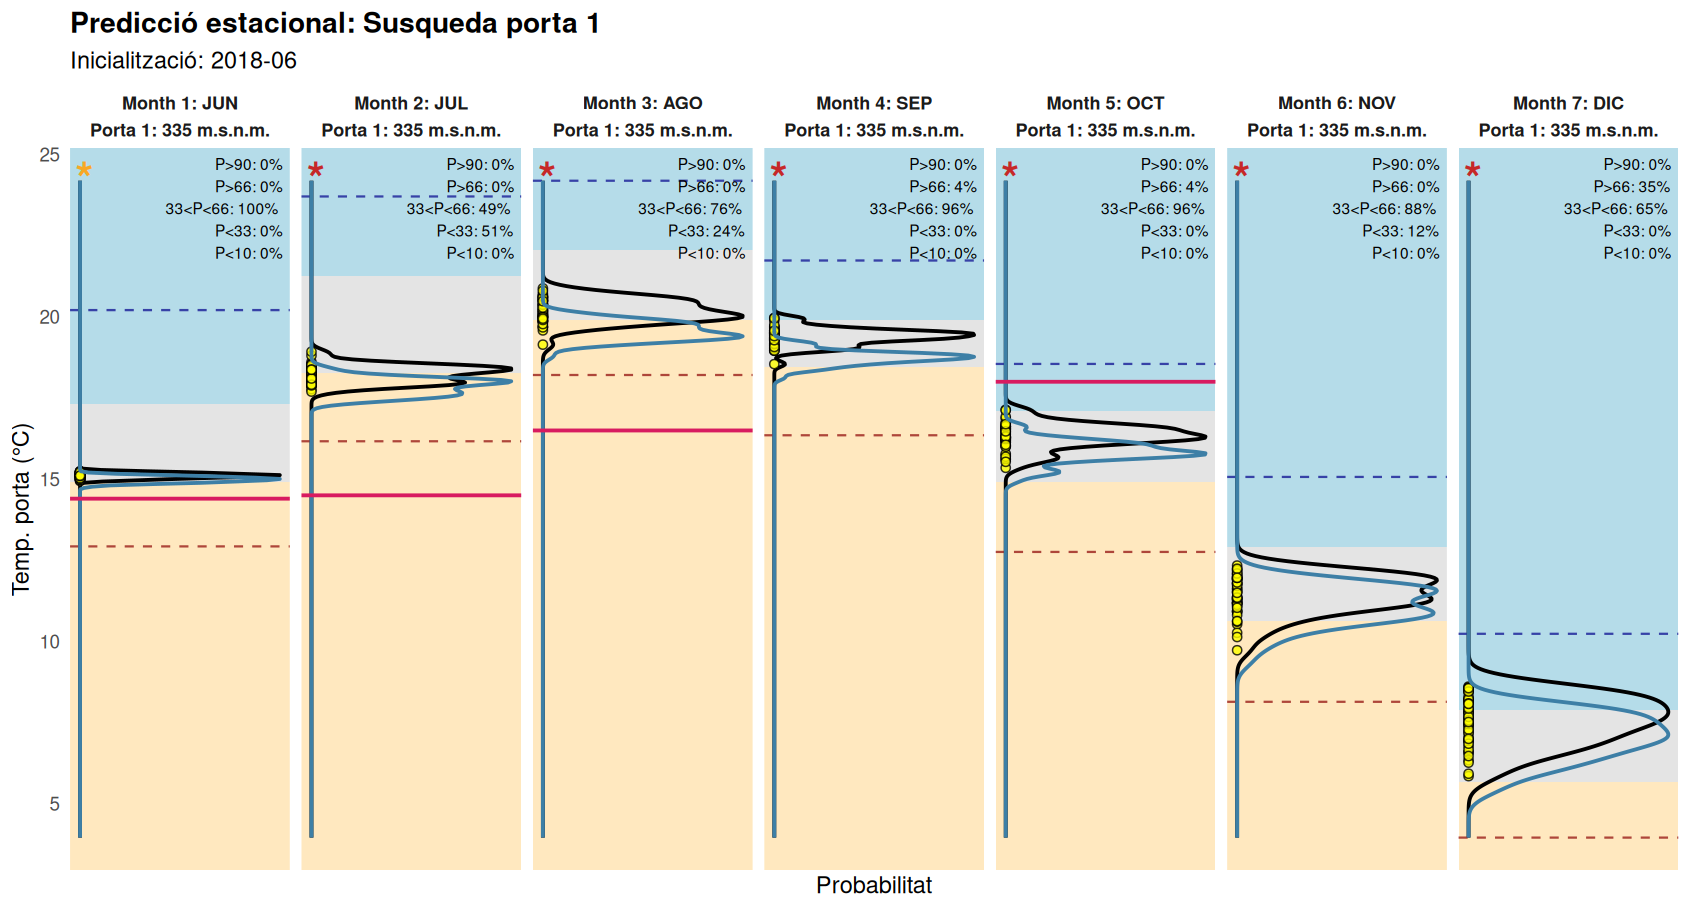 Predicció estacional: Susqueda porta 1
Inicialització: 2018-06
Month 1: JUN
Porta 1: 335 m.s.n.m.
Month 2: JUL
Porta 1: 335 m.s.n.m.
Month 3: AGO
Porta 1: 335 m.s.n.m.
Month 4: SEP
Porta 1: 335 m.s.n.m.
Month 5: OCT
Porta 1: 335 m.s.n.m.
Month 6: NOV
Porta 1: 335 m.s.n.m.
Month 7: DIC
Porta 1: 335 m.s.n.m.
Temp. porta (°C)
25
20
15
10
5
*
P>90: 0%
P>66: 0%
33<P<66: 100%
P<33: 0%
P<10: 0%
*
P>90: 0%
P>66: 0%
33<P<66: 49%
P<33: 51%
P<10: 0%
*
P>90: 0%
P>66: 0%
33<P<66: 76%
P<33: 24%
P<10: 0%
*
P>90: 0%
P>66: 4%
33<P<66: 96%
P<33: 0%
P<10: 0%
*
P>90: 0%
P>66: 4%
33<P<66: 96%
P<33: 0%
P<10: 0%
*
P>90: 0%
P>66: 0%
33<P<66: 88%
P<33: 12%
P<10: 0%
*
P>90: 0%
P>66: 35%
33<P<66: 65%
P<33: 0%
P<10: 0%
Probabilitat